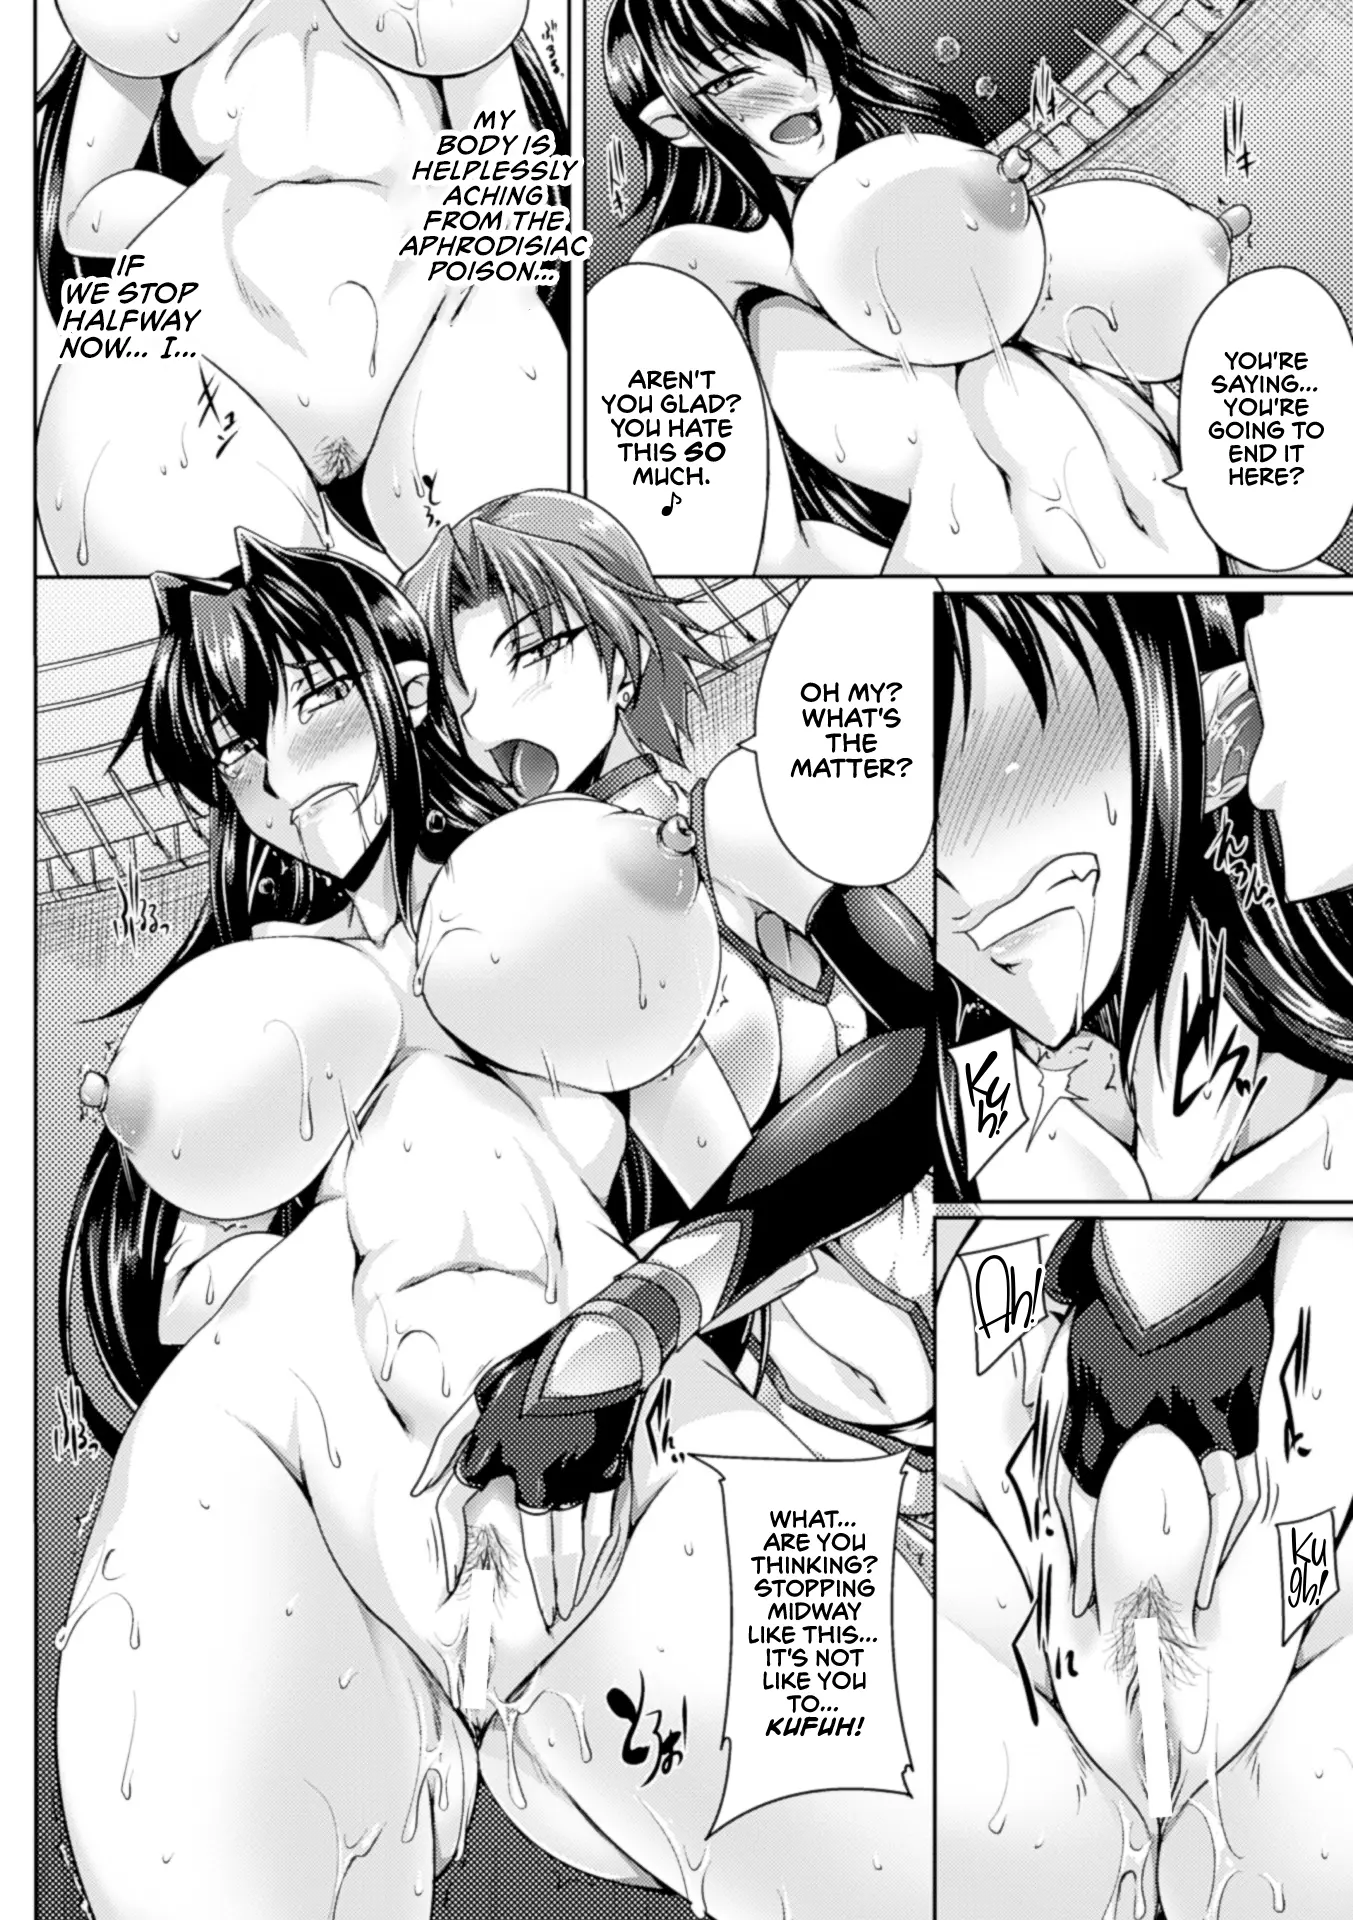 YOU'RE
SAYING...
YOU'RE
GOING TO
END IT
HERE?
AREN'T
YOU GLAD?
YOU HATE
THIS SO
MUCH.
♪
MY
BODY IS
HELPLESSLY
ACHING
FROM THE
APHRODISIAC
POISON...
IF
WE STOP
HALFWAY
NOW... I...
OH MY?
WHAT'S
THE
MATTER?
KU
H!
AH!
KU
GH!
WHAT...
ARE YOU
THINKING?
STOPPING
MIDWAY
LIKE THIS...
IT'S NOT
LIKE YOU
TO...
KUFUH!